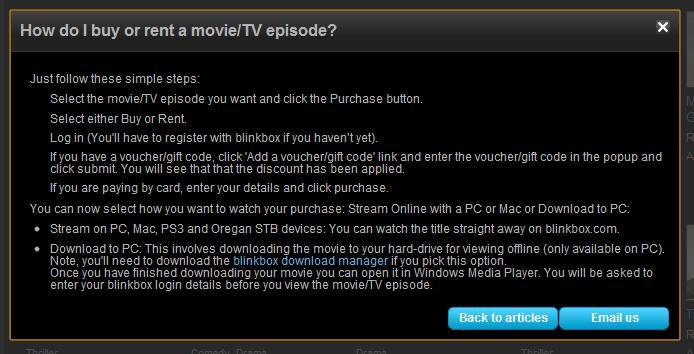 How do I buy or rent a movie/TV episode?
Just follow these simple steps:
Select the movie/TV episode you want and click the Purchase button.
Select either Buy or Rent.
Log in (You'll have to register with blinkbox if you haven't yet).
If you have a voucher/gift code, click 'Add a voucher/gift code' link and enter the voucher/gift code in the popup and
click submit. You will see that that the discount has been applied.
If you are paying by card, enter your details and click purchase.
You can now select how you want to watch your purchase: Stream Online with a PC or Mac or Download to PC:
• Stream on PC, Mac, PS3 and Oregan STB devices: You can watch the title straight away on blinkbox.com.
• Download to PC: This involves downloading the movie to your hard-drive for viewing offline (only available on PC).
Note, you'll need to download the blinkbox download manager if you pick this option.
Once you have finished downloading your movie you can open it in Windows Media Player. You will be asked to
enter your blinkbox login details before you view the movie/TV episode.
Back to articles Email us
Thriller Comedy, Drama Drama Thriller